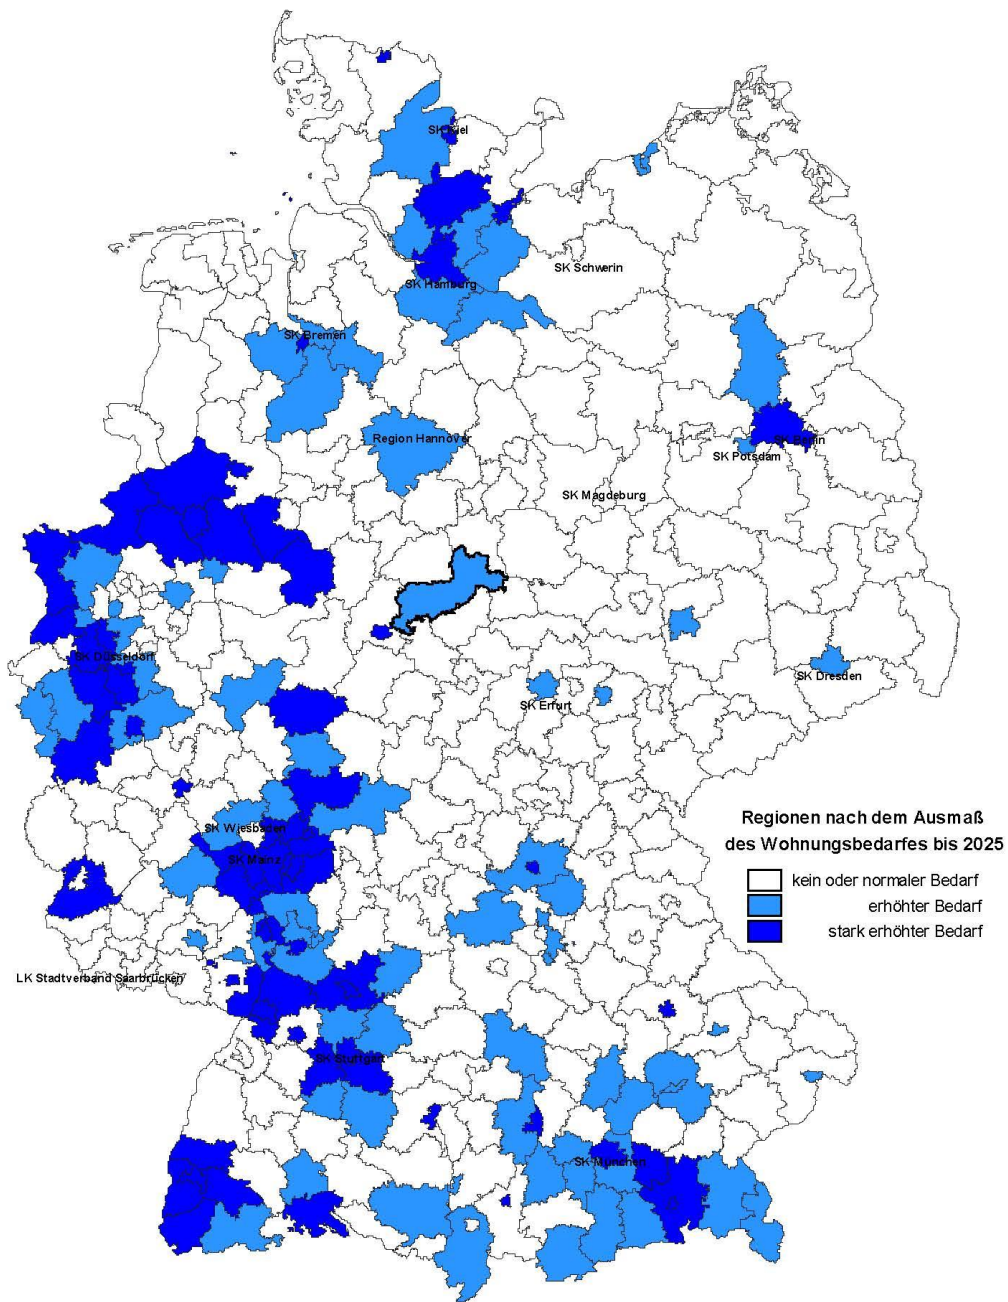 SK Kiel
SK Schwerin
SK Hamburg
SK Bremen
Region Hannover
SK Berlin
SK Potsdam
SK Magdeburg
SK Düsseldorf
SK Dresden
SK Erfurt
Regionen nach dem Ausmaß
des Wohnungsbedarfes bis 2025
SK Wiesbaden
SK Mainz
kein oder normaler Bedarf
erhöhter Bedarf
stark erhöhter Bedarf
LK Stadtverband Saarbrücken
SK Stuttgart
SK München